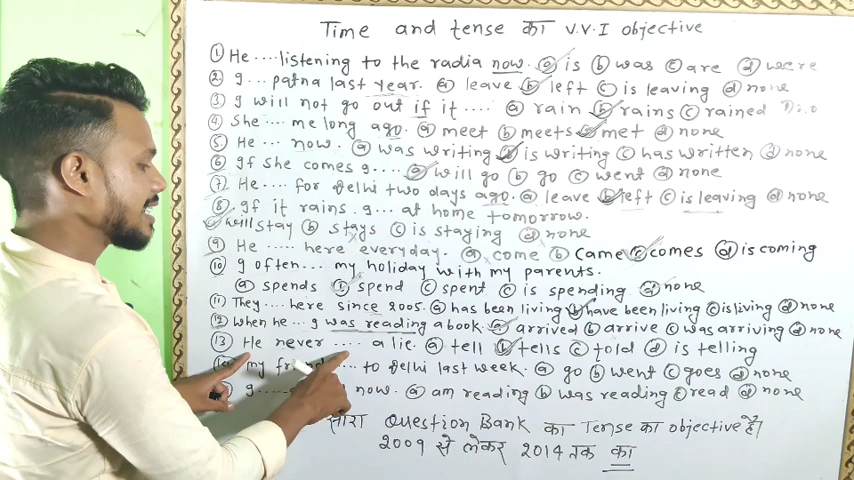 Time and tense का V.V.I objective
① He ....listening to the radia now. ⓐ is ⓑ was ⓒ are ⓓ were
② I... patna last year. ⓐ leave ⓑ left ⓒ is leaving ⓓ none
③ I will not go out if it .... ⓐ rain ⓑ rains ⓒ rained
④ She .... me long ago. ⓐ meet ⓑ meets met ⓓ none
⑤ He ... now. ⓐ was writing is writing ⓒ has written ⓓ none
⑥ If She comes I.... will go ⓑ go ⓒ went ⓓ none
⑦ He.... for Delhi two days ago. ⓐ leave left ⓒ is leaving ⓓ none
⑧ If it rains. I... at home tomorrow.
will stay ⓑ stays ⓒ is staying ⓓ none
⑨ He .... here everyday. ⓐ come ⓑ came comes ⓓ is coming
⑩ I often... my holiday with my parents.
ⓐ spends spend ⓒ spent ⓒ is spending ⓓ none
⑪ They.... here since 2005. ⓐ has been living have been living ⓒ is living ⓓ none
⑫ When he ... I was reading a book. arrived ⓑ arrive ⓒ was arriving ⓓ none
⑬ He never .... a lie. ⓐ tell tells ⓒ told ⓓ is telling
my ... to Delhi last week. ⓐ go ⓑ went ⓒ goes ⓓ none
I..... now. ⓐ am reading ⓑ was reading ⓒ read ⓓ none
सारा Question Bank का Tense का objective है।
2009 से लेकर 2014 तक का